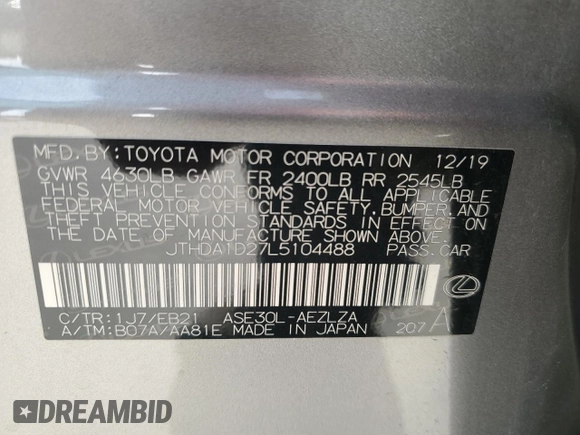 MFD.BY:TOYOTA MOTOR CORPORATION 12/19
GVWR 4630LB GAWR FR 2400LB RR 2545LB
THIS VEHICLE CONFORMS TO ALL APPLICABLE
FEDERAL MOTOR VEHICLE SAFETY,BUMPER,AND
THEFT PREVENTION STANDARDS IN EFFECT ON
THE DATE OF MANUFACTURE SHOWN ABOVE.
JTHDA1D27L5104488 PASS.CAR
C/TR:1J7/EB21 ASE30L-AEZLZA
A/TM:B07A/AA81E MADE IN JAPAN 207 A
DREAMBID